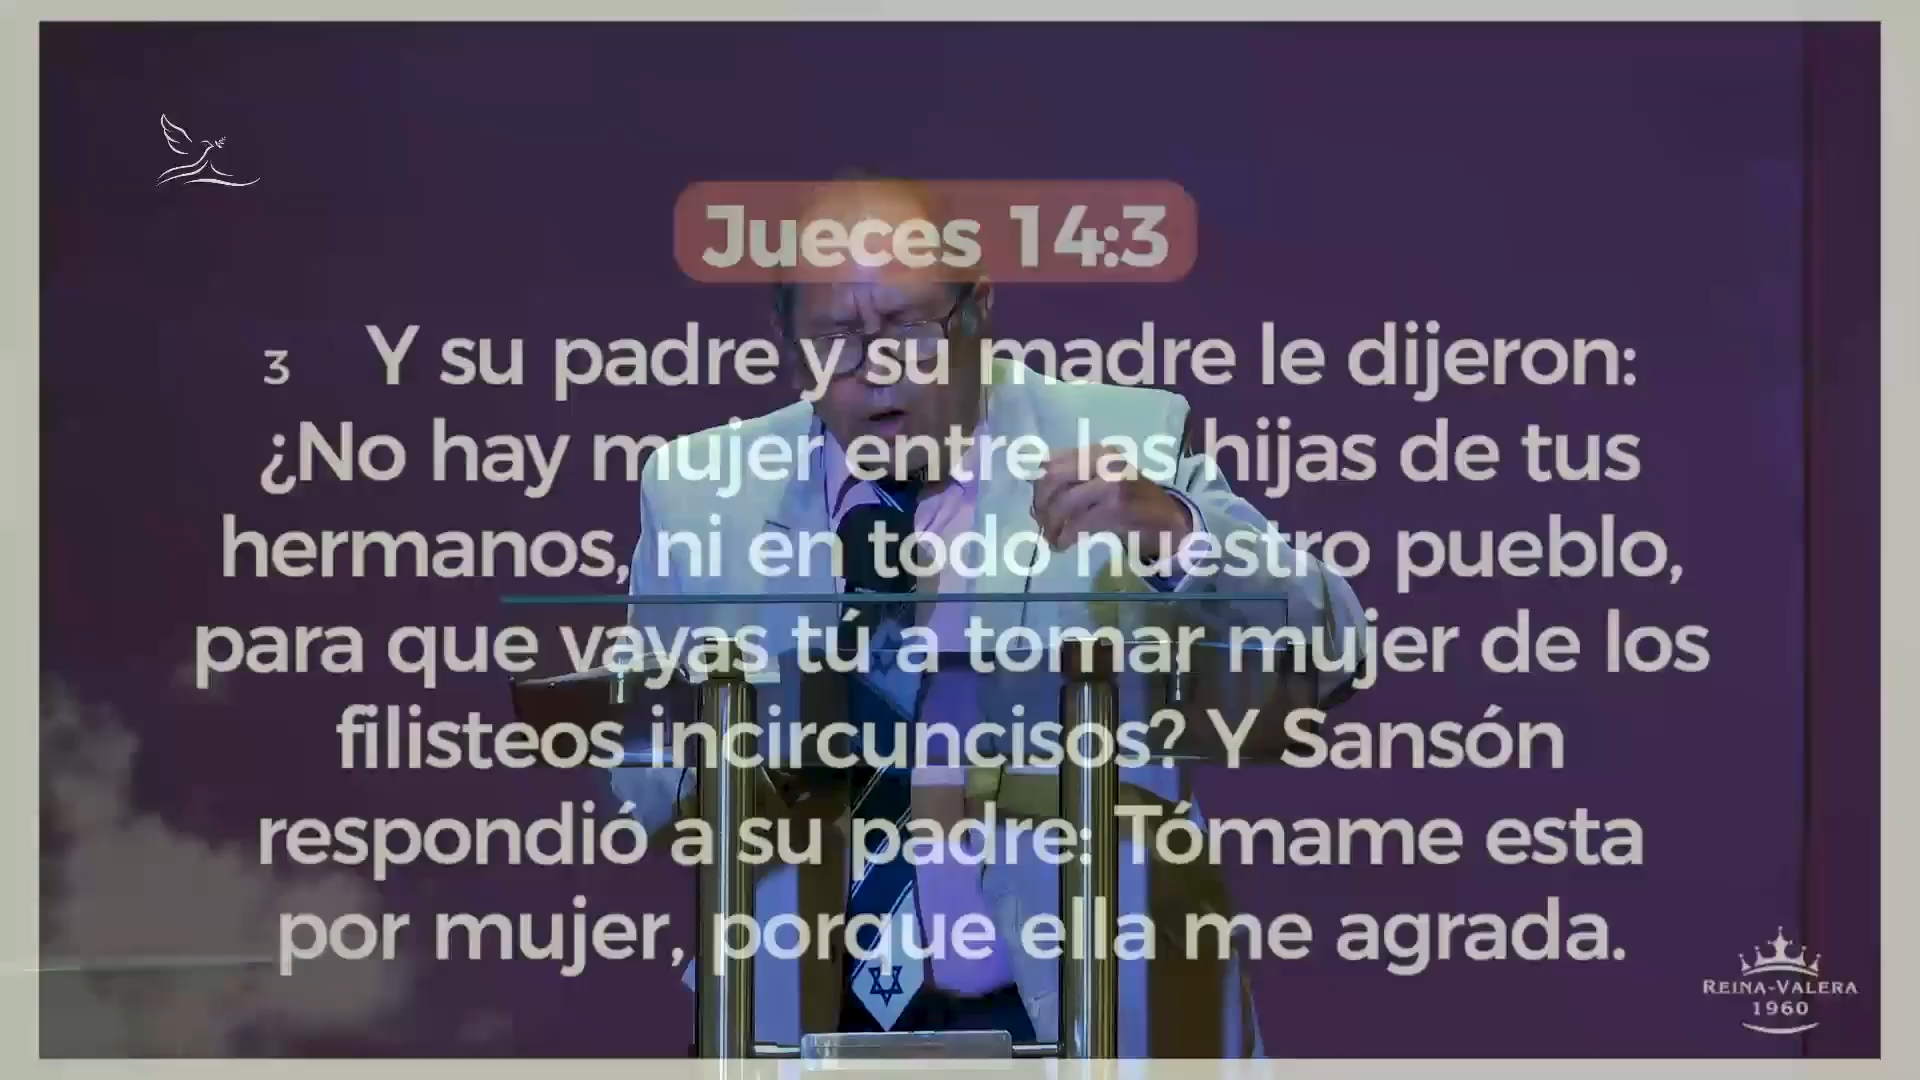 Jueces 14:3
3 Y su padre y su madre le dijeron:
¿No hay mujer entre las hijas de tus
hermanos, ni en todo nuestro pueblo,
para que vayas tú a tomar mujer de los
filisteos incircuncisos? Y Sansón
respondió a su padre: Tómame esta
por mujer, porque ella me agrada.
REINA-VALERA
1960